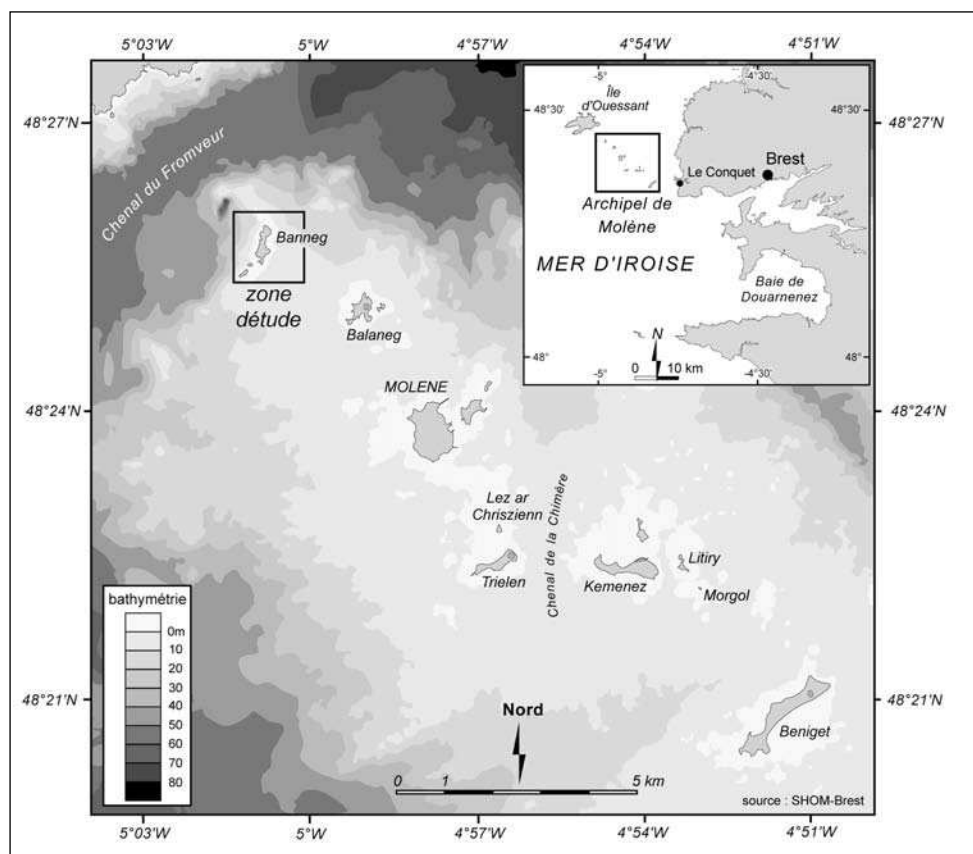 5°03'W 5°W 4°57'W 4°54'W 4°51'W
48°27'N
48°27'N
Chenal du Fromveur
Banneg
zone
détude
Balaneg
MOLENE
48°24'N
48°24'N
Lez ar
Chriszienn
Chenal de la Chimère
Trielen
Kemenez
Litiry
Morgol
Beniget
48°21'N
48°21'N
-5° -4°30'
48°30'
48°30'
Île
d'Ouessant
Brest
Le Conquet
Archipel de
Molène
MER D'IROISE
Baie de
Douarnenez
N
0 10 km
48°
48°
-5° -4°30'
bathymétrie
0m
10
20
30
40
50
60
70
80
Nord
0 1 5 km
source : SHOM-Brest
5°03'W 5°W 4°57'W 4°54'W 4°51'W